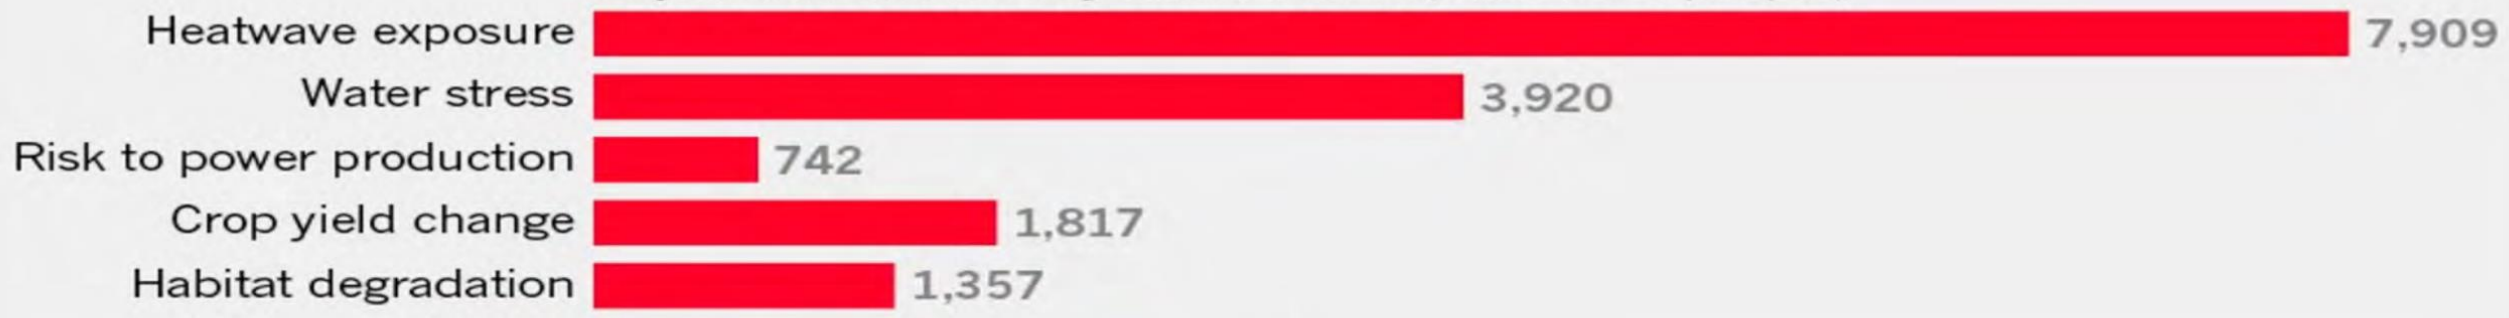 Heatwave exposure 7,909
Water stress 3,920
Risk to power production 742
Crop yield change 1,817
Habitat degradation 1,357